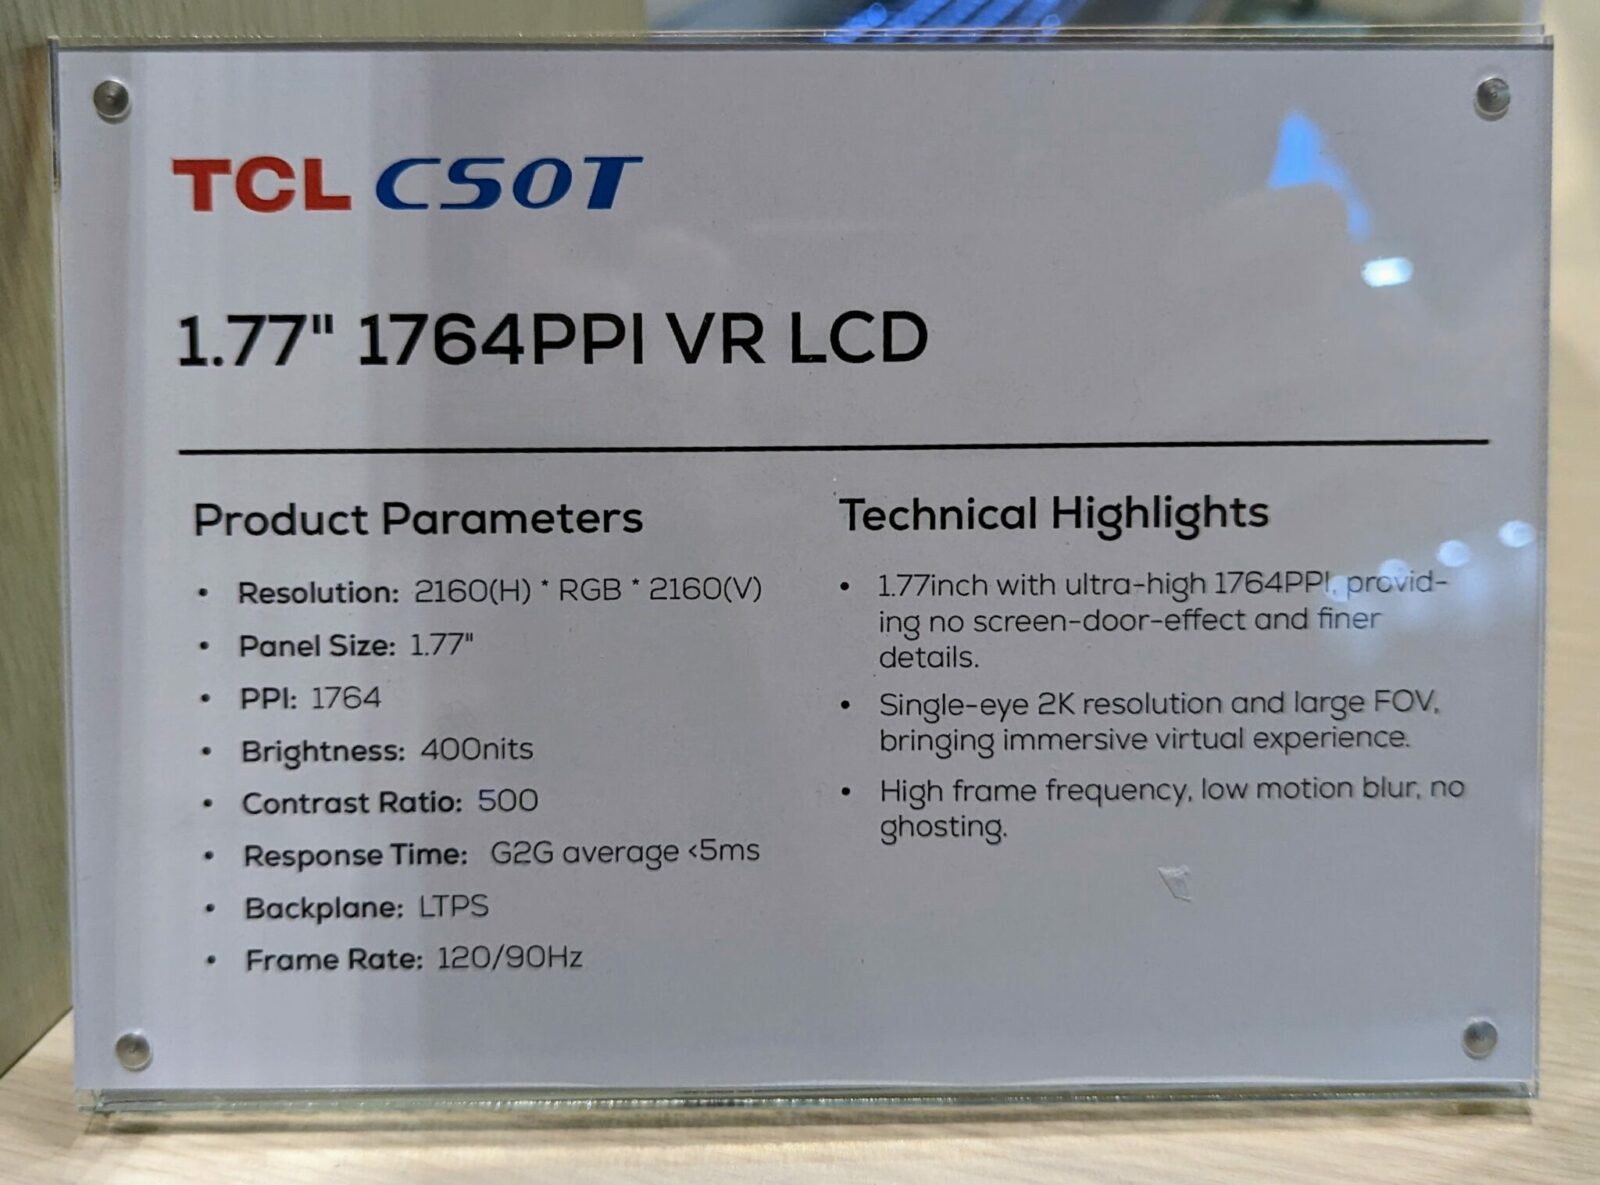 TCL CSOT
1.77" 1764PPI VR LCD
Product Parameters
• Resolution: 2160(H) * RGB * 2160(V)
• Panel Size: 1.77"
• PPI: 1764
• Brightness: 400nits
• Contrast Ratio: 500
• Response Time: G2G average <5ms
• Backplane: LTPS
• Frame Rate: 120/90Hz
Technical Highlights
• 1.77inch with ultra-high 1764PPI, provid-
ing no screen-door-effect and finer
details.
• Single-eye 2K resolution and large FOV,
bringing immersive virtual experience.
• High frame frequency, low motion blur, no
ghosting.